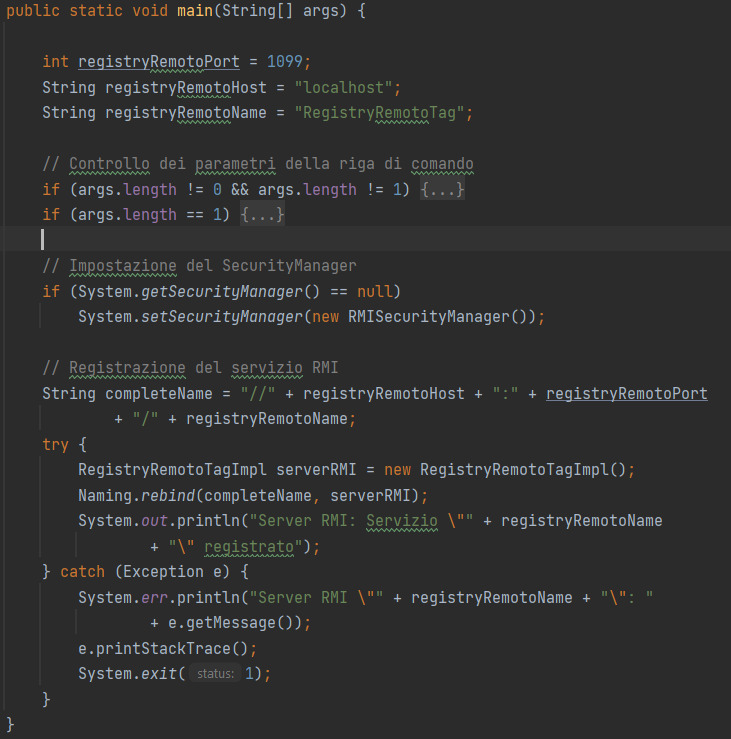 public static void main(String[] args) {
int registryRemotoPort = 1099;
String registryRemotoHost = "localhost";
String registryRemotoName = "RegistryRemotoTag";
// Controllo dei parametri della riga di comando
if (args.length != 0 && args.length != 1) {...}
if (args.length == 1) {...}
// Impostazione del SecurityManager
if (System.getSecurityManager() == null)
System.setSecurityManager(new RMISecurityManager());
// Registrazione del servizio RMI
String completeName = "//" + registryRemotoHost + ":" + registryRemotoPort
+ "/" + registryRemotoName;
try {
RegistryRemotoTagImpl serverRMI = new RegistryRemotoTagImpl();
Naming.rebind(completeName, serverRMI);
System.out.println("Server RMI: Servizio \"" + registryRemotoName
+ "\" registrato");
} catch (Exception e) {
System.err.println("Server RMI \"" + registryRemotoName + "\": "
+ e.getMessage());
e.printStackTrace();
System.exit( status: 1);
}
}